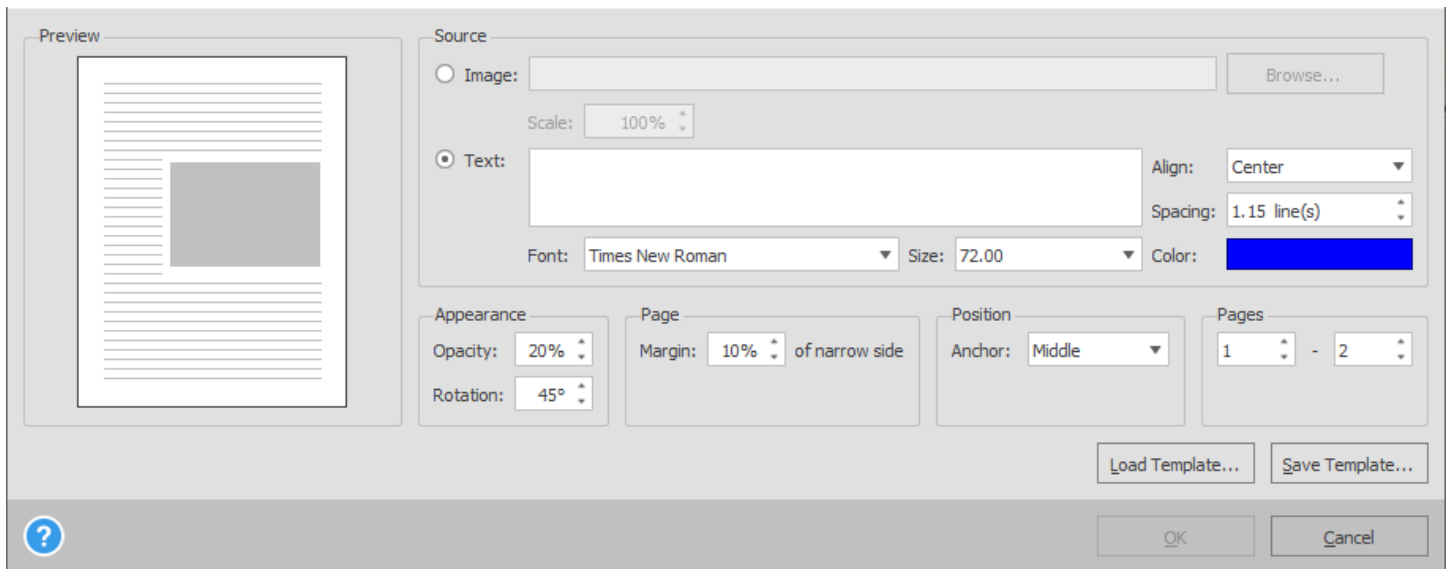 Preview
Source
Image:
Browse...
Scale: 100%
Text:
Align: Center
Spacing: 1.15 line(s)
Font: Times New Roman Size: 72.00 Color:
Appearance
Opacity: 20%
Rotation: 45°
Page
Margin: 10% of narrow side
Position
Anchor: Middle
Pages
1 - 2
Load Template... Save Template...
?
OK Cancel